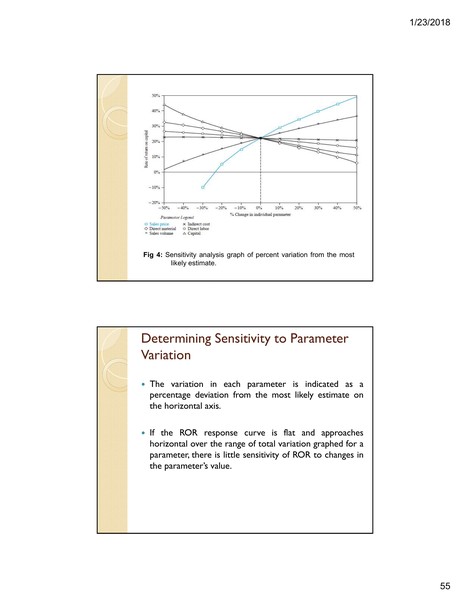 1/23/2018
50%
40%
30%
20%
10%
0%
−10%
−20%
Rate of return on capital
−50% −40% −30% −20% −10% 0% 10% 20% 30% 40% 50%
% Change in individual parameter
Parameter Legend
Sales price Indirect cost
Direct material Direct labor
Sales volume Capital
Fig 4: Sensitivity analysis graph of percent variation from the most
likely estimate.
Determining Sensitivity to Parameter
Variation
The variation in each parameter is indicated as a
percentage deviation from the most likely estimate on
the horizontal axis.
If the ROR response curve is flat and approaches
horizontal over the range of total variation graphed for a
parameter, there is little sensitivity of ROR to changes in
the parameter's value.
55